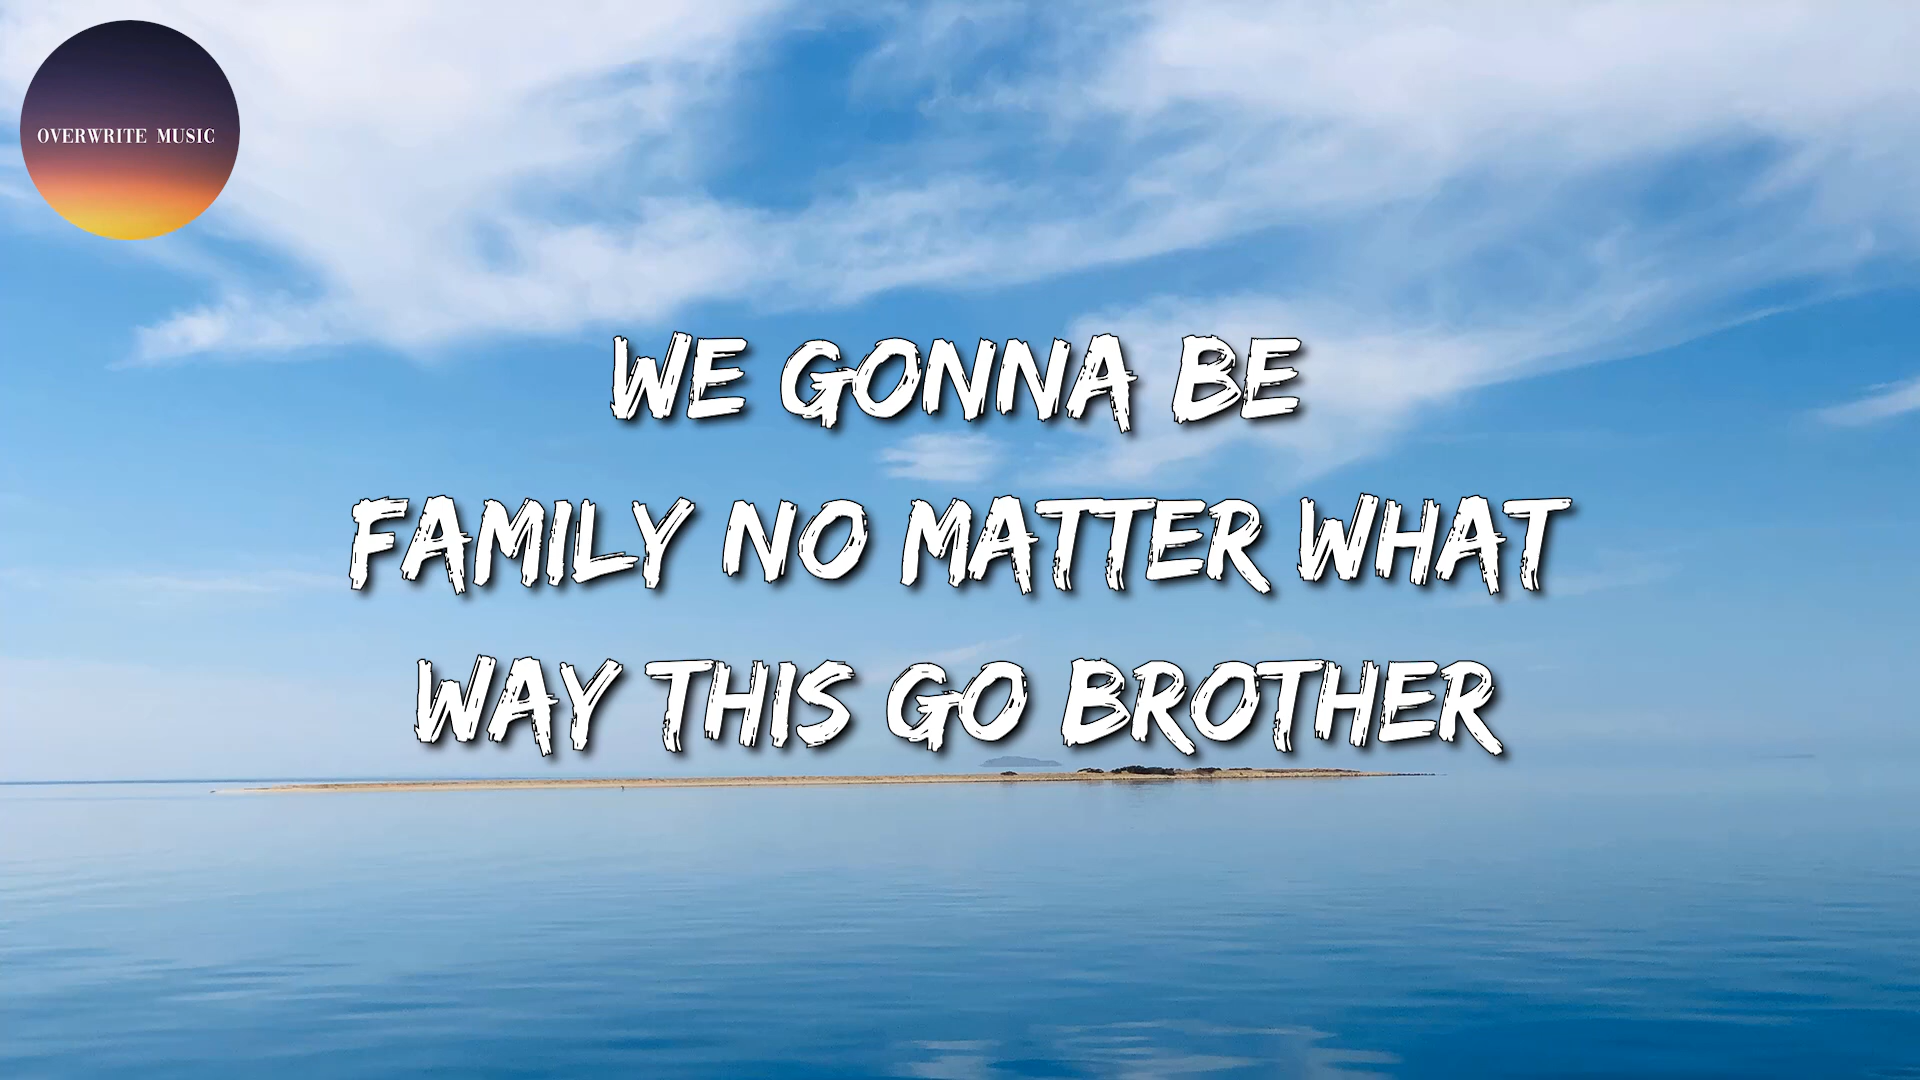 OVERWRITE MUSIC
WE GONNA BE
FAMILY NO MATTER WHAT
WAY THIS GO BROTHER